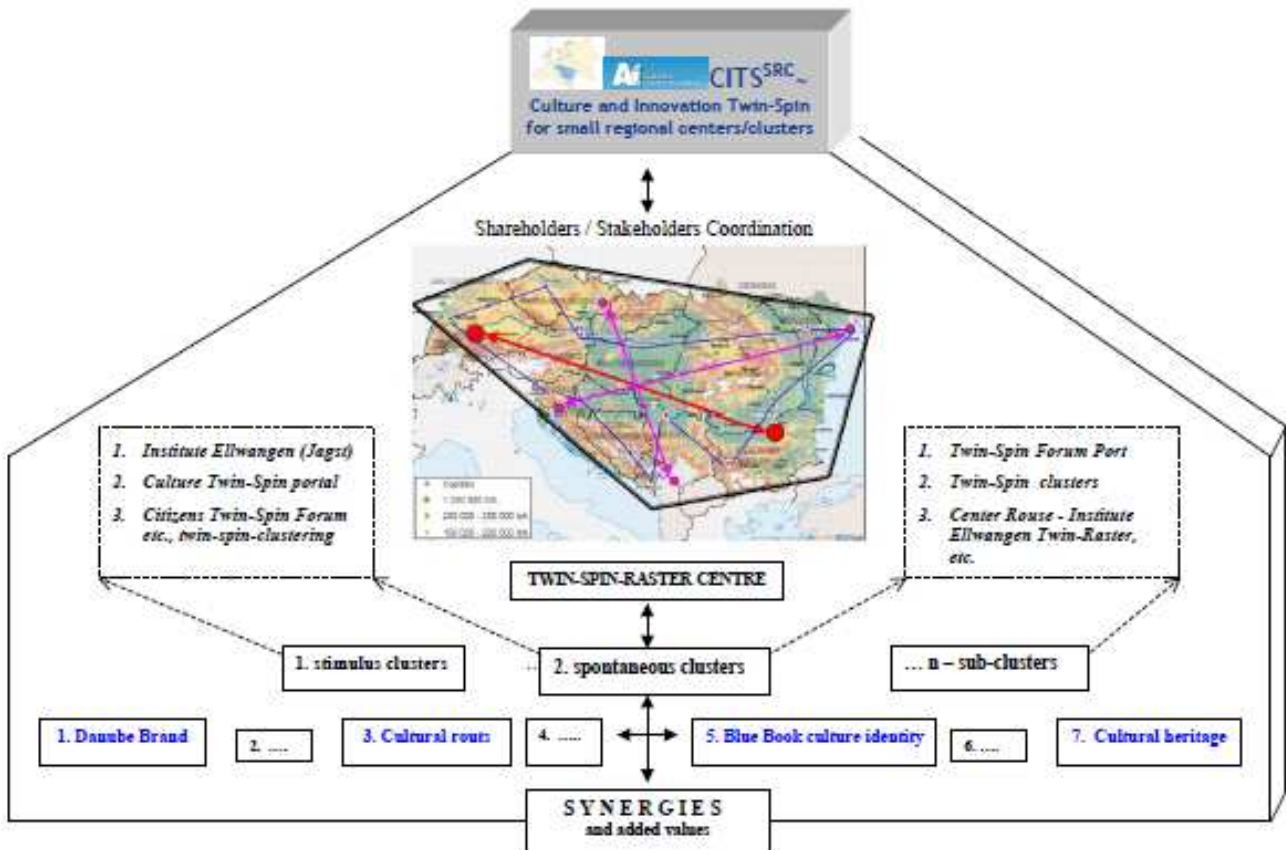 Ai CITS^SRC~
Culture and Innovation Twin-Spin
for small regional centers/clusters
Shareholders / Stakeholders Coordination
1. Institute Ellwangen (Jagst)
2. Culture Twin-Spin portal
3. Citizens Twin-Spin Forum
etc., twin-spin-clustering
1. Twin-Spin Forum Port
2. Twin-Spin clusters
3. Center Rouse - Institute
Ellwangen Twin-Raster,
etc.
TWIN-SPIN-RASTER CENTRE
1. stimulus clusters
...
2. spontaneous clusters
... n – sub-clusters
1. Danube Brand
2. ....
3. Cultural routs
4. .....
5. Blue Book culture identity
6. ....
7. Cultural heritage
S Y N E R G I E S
and added values